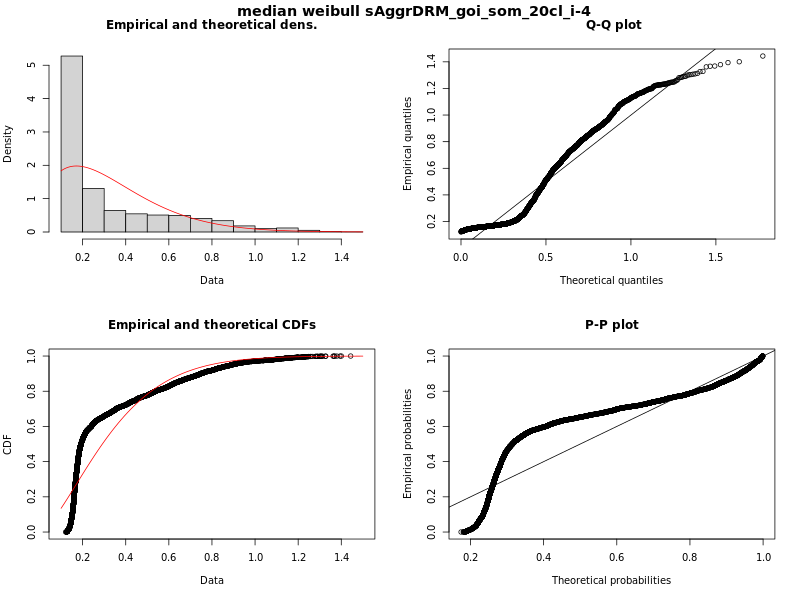 median weibull sAggrDRM_goi_som_20cl_i-4
Empirical and theoretical dens.
Density
0 1 2 3 4 5
0.2 0.4 0.6 0.8 1.0 1.2 1.4
Data
Q-Q plot
Empirical quantiles
0.2 0.4 0.6 0.8 1.0 1.2 1.4
0.0 0.5 1.0 1.5
Theoretical quantiles
Empirical and theoretical CDFs
CDF
0.0 0.2 0.4 0.6 0.8 1.0
0.2 0.4 0.6 0.8 1.0 1.2 1.4
Data
P-P plot
Empirical probabilities
0.0 0.2 0.4 0.6 0.8 1.0
0.2 0.4 0.6 0.8 1.0
Theoretical probabilities